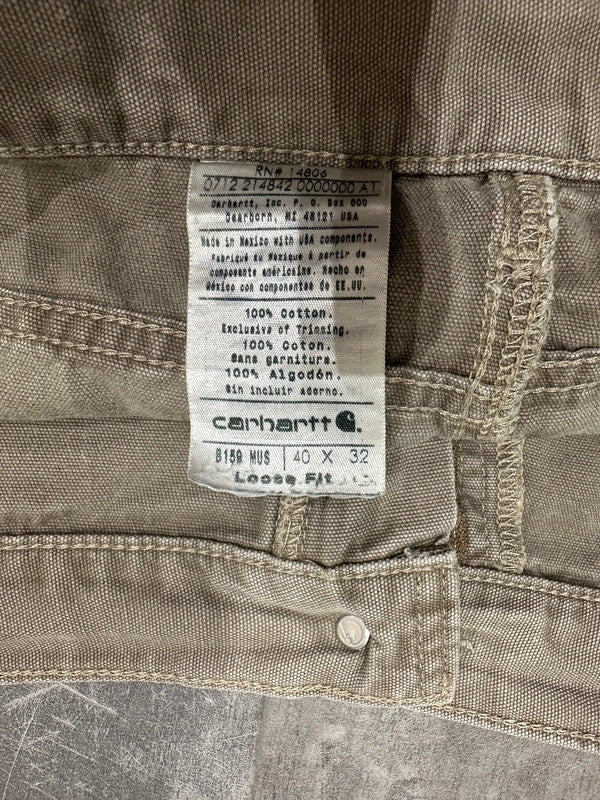 RN# 14806
0712 214842 0000000 A1
Carhartt, Inc. P. O. Box 600
Dearborn, MI 48121 USA
Made in Mexico with USA components.
Fabriqué au Mexique à partir de
composants américains. Hecho en
México con componentes de EE.UU.
100% Cotton.
Exclusive of Trimming.
100% Coton.
Sans garniture.
100% Algodón.
Sin incluir adorno.
carhartt
B159 MUS 40 X 32
Loose Fit